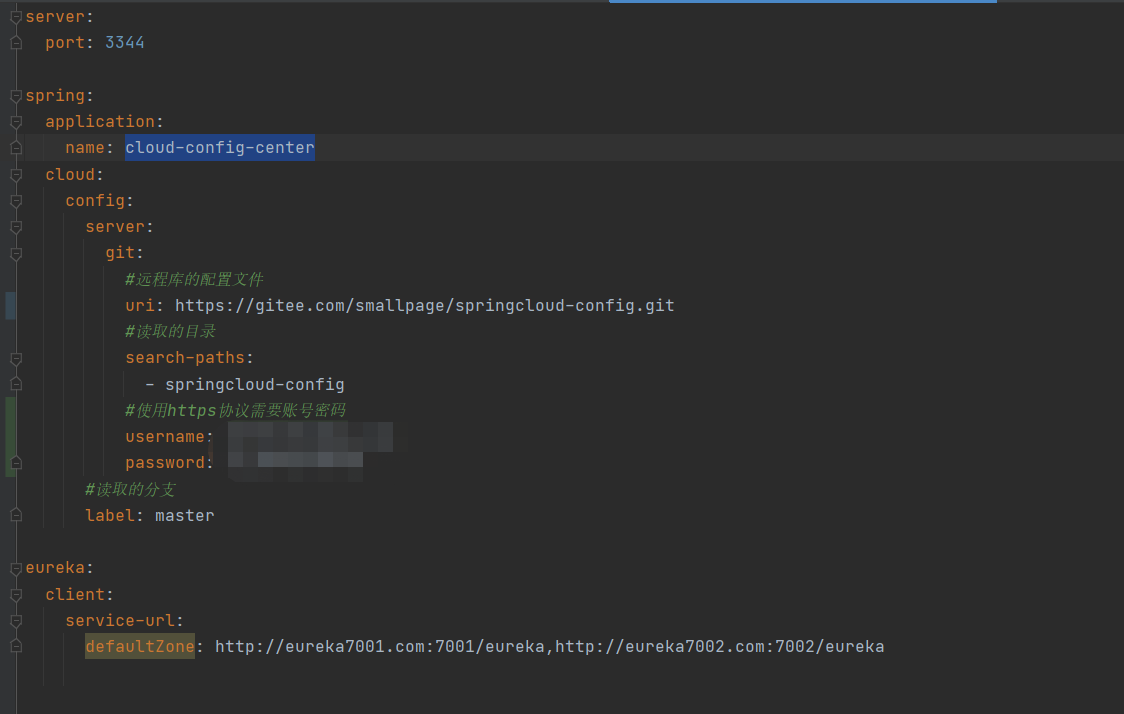 server:
  port: 3344
spring:
  application:
    name: cloud-config-center
  cloud:
    config:
      server:
        git:
          #远程库的配置文件
          uri: https://gitee.com/smallpage/springcloud-config.git
          #读取的目录
          search-paths:
            - springcloud-config
          #使用https协议需要账号密码
          username:
          password:
      #读取的分支
      label: master
eureka:
  client:
    service-url:
      defaultZone: http://eureka7001.com:7001/eureka,http://eureka7002.com:7002/eureka